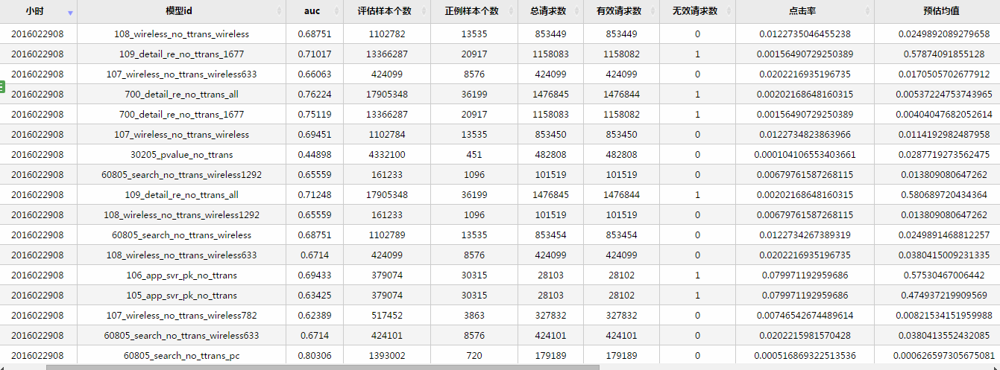 小时 模型id auc 评估样本个数 正例样本个数 总请求数 有效请求数 无效请求数 点击率 预估均值
2016022908 108_wireless_no_ttrans_wireless 0.68751 1102782 13535 853449 853449 0 0.0122735046455238 0.0249892089279658
2016022908 109_detail_re_no_ttrans_1677 0.71017 13366287 20917 1158083 1158082 1 0.00156490729250389 0.57874091855128
2016022908 107_wireless_no_ttrans_wireless633 0.66063 424099 8576 424099 424099 0 0.0202216935196735 0.0170505702677912
2016022908 700_detail_re_no_ttrans_all 0.76224 17905348 36199 1476845 1476844 1 0.00202168648160315 0.00537224753743965
2016022908 700_detail_re_no_ttrans_1677 0.75119 13366287 20917 1158083 1158082 1 0.00156490729250389 0.00404047682052614
2016022908 107_wireless_no_ttrans_wireless 0.69451 1102784 13535 853450 853450 0 0.0122734823863966 0.0114192982487958
2016022908 30205_pvalue_no_ttrans 0.44898 4332100 451 482808 482808 0 0.000104106553403661 0.0287719273562475
2016022908 60805_search_no_ttrans_wireless1292 0.65559 161233 1096 101519 101519 0 0.00679761587268115 0.013809080647262
2016022908 109_detail_re_no_ttrans_all 0.71248 17905348 36199 1476845 1476844 1 0.00202168648160315 0.580689720434364
2016022908 108_wireless_no_ttrans_wireless1292 0.65559 161233 1096 101519 101519 0 0.00679761587268115 0.013809080647262
2016022908 60805_search_no_ttrans_wireless 0.68751 1102789 13535 853454 853454 0 0.0122734267389319 0.0249891468812257
2016022908 108_wireless_no_ttrans_wireless633 0.6714 424099 8576 424099 424099 0 0.0202216935196735 0.0380415009231335
2016022908 106_app_svr_pk_no_ttrans 0.69433 379074 30315 28103 28102 1 0.079971192959686 0.57530467006442
2016022908 105_app_svr_pk_no_ttrans 0.63425 379074 30315 28103 28102 1 0.079971192959686 0.474937219909569
2016022908 107_wireless_no_ttrans_wireless782 0.62389 517452 3863 327832 327832 0 0.00746542674489614 0.00821534151959988
2016022908 60805_search_no_ttrans_wireless633 0.6714 424101 8576 424101 424101 0 0.0202215981570428 0.0380413552432085
2016022908 60805_search_no_ttrans_pc 0.80306 1393002 720 179189 179189 0 0.000516869322513536 0.000626597305675081